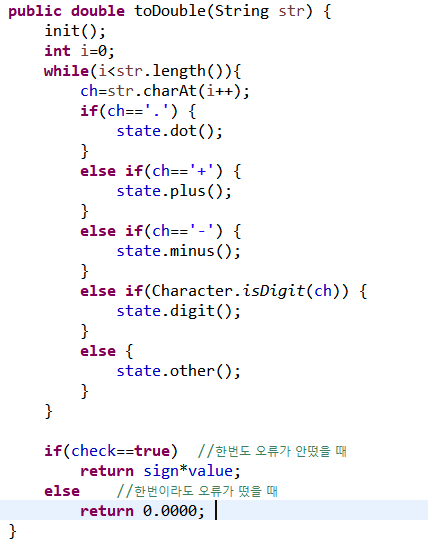 public double toDouble(String str) {
    init();
    int i=0;
    while(i<str.length()){
        ch=str.charAt(i++);
        if(ch=='.') {
            state.dot();
        }
        else if(ch=='+') {
            state.plus();
        }
        else if(ch=='-') {
            state.minus();
        }
        else if(Character.isDigit(ch)) {
            state.digit();
        }
        else {
            state.other();
        }
    }

    if(check==true)  //한번도 오류가 안떴을 때
        return sign*value;
    else    //한번이라도 오류가 떴을 때
        return 0.0000;
}